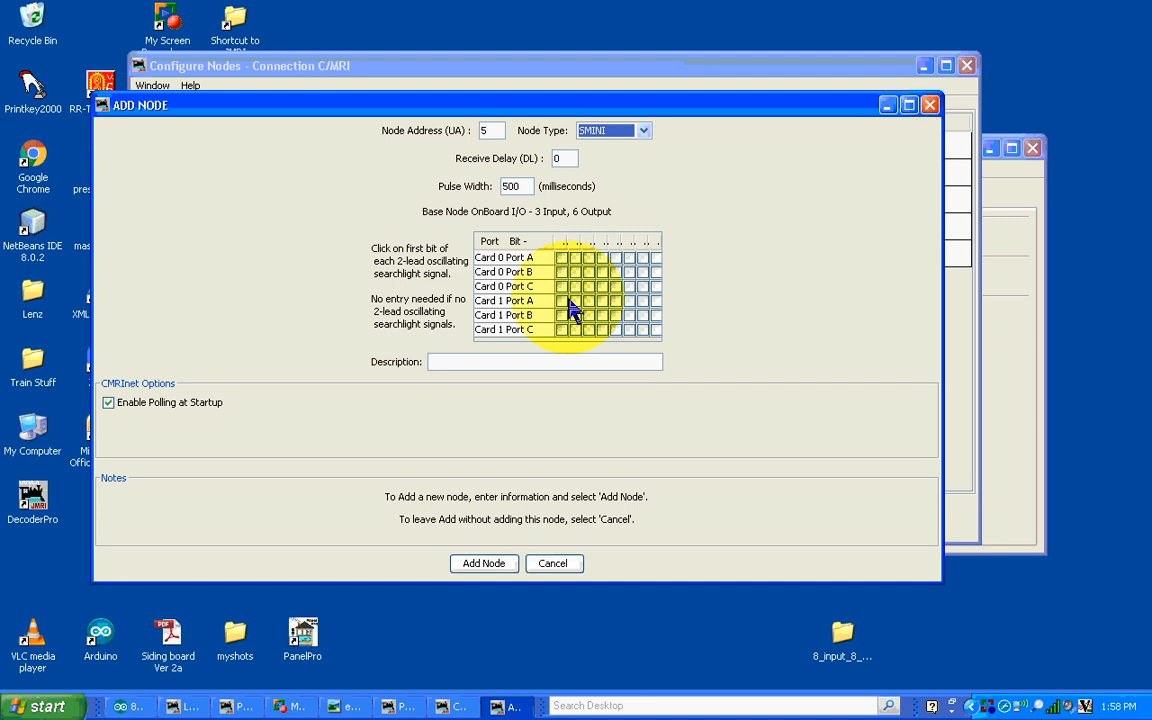 Recycle Bin
My Screen
Shortcut to
Configure Nodes - Connection C/MRI
Window Help
Printkey2000
RR-T
ADD NODE
Node Address (UA) : 5 Node Type: SMINI
Receive Delay (DL) : 0
Pulse Width: 500 (milliseconds)
Base Node OnBoard I/O - 3 Input, 6 Output
Click on first bit of
each 2-lead oscillating
searchlight signal.
No entry needed if no
2-lead oscillating
searchlight signals.
Port Bit -
Card 0 Port A
Card 0 Port B
Card 0 Port C
Card 1 Port A
Card 1 Port B
Card 1 Port C
Description:
CMRInet Options
Enable Polling at Startup
Notes
To Add a new node, enter information and select 'Add Node'.
To leave Add without adding this node, select 'Cancel'.
Add Node Cancel
Google
Chrome
pres
NetBeans IDE
8.0.2
mas
Lenz
XML
Train Stuff
My Computer
Mi
Offic
JMRI
DecoderPro
VLC media
player
Arduino
Siding board
Ver 2a
myshots
PanelPro
8_input_8_...
start
8..
L...
P...
M...
e...
P...
C...
A...
Search Desktop
1:58 PM